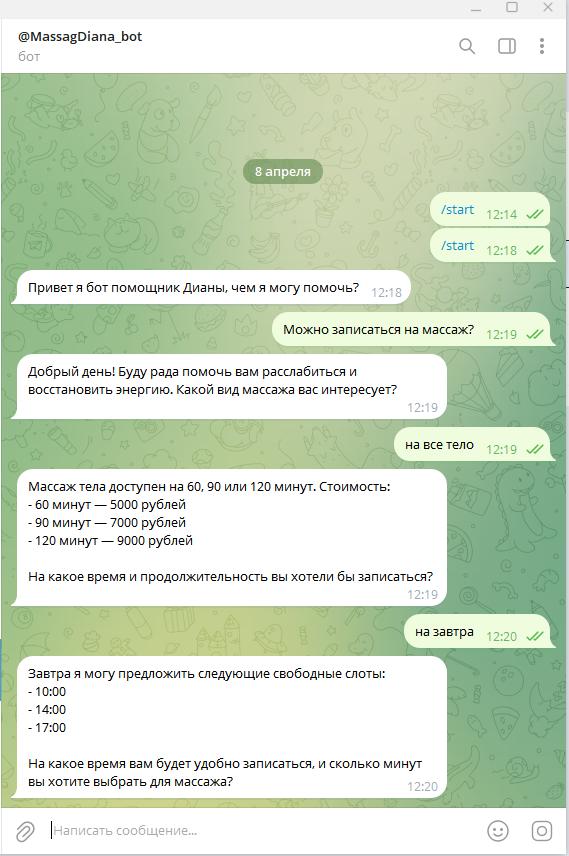 @MassagDiana_bot
бот
8 апреля
/start 12:14
/start 12:18
Привет я бот помощник Дианы, чем я могу помочь? 12:18
Можно записаться на массаж? 12:19
Добрый день! Буду рада помочь вам расслабиться и
восстановить энергию. Какой вид массажа вас интересует?
12:19
на все тело 12:19
Массаж тела доступен на 60, 90 или 120 минут. Стоимость:
- 60 минут — 5000 рублей
- 90 минут — 7000 рублей
- 120 минут — 9000 рублей
На какое время и продолжительность вы хотели бы записаться?
12:19
на завтра 12:20
Завтра я могу предложить следующие свободные слоты:
- 10:00
- 14:00
- 17:00
На какое время вам будет удобно записаться, и сколько минут
вы хотите выбрать для массажа? 12:20
Написать сообщение...